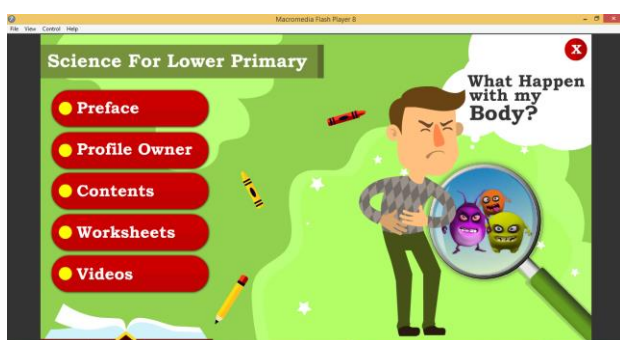 Macromedia Flash Player 8
File View Control Help
Science For Lower Primary
X
What Happen
with my
Body?
Preface
Profile Owner
Contents
Worksheets
Videos